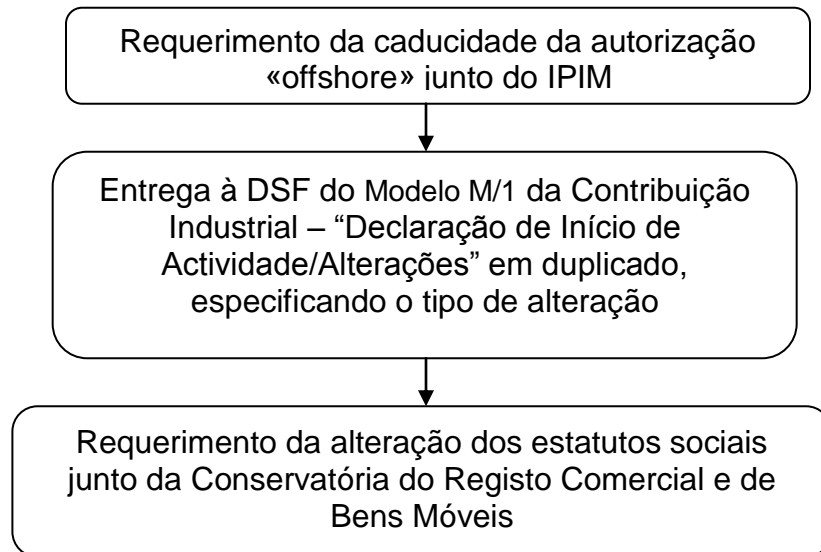 Requerimento da caducidade da autorização
«offshore» junto do IPIM
Entrega à DSF do Modelo M/1 da Contribuição
Industrial – “Declaração de Início de
Actividade/Alterações” em duplicado,
especificando o tipo de alteração
Requerimento da alteração dos estatutos sociais
junto da Conservatória do Registo Comercial e de
Bens Móveis